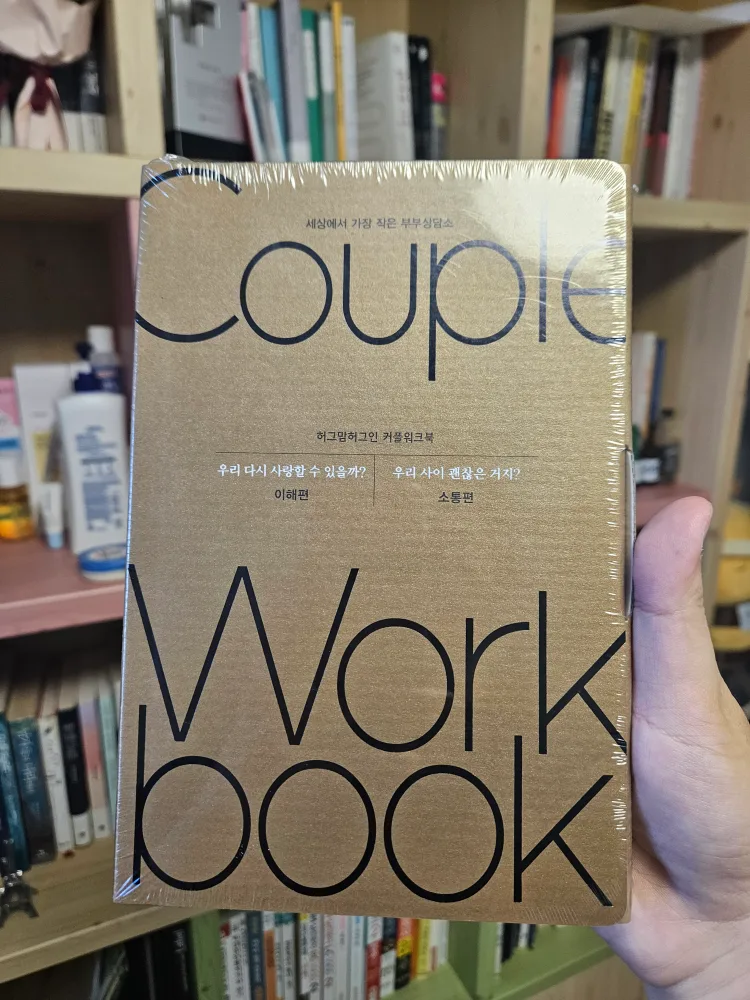 세상에서 가장 작은 부부상담소
Couple
허그맘허그인 커플워크북
우리 다시 사랑할 수 있을까?
이해편
우리 사이 괜찮은 거지?
소통편
Work
book